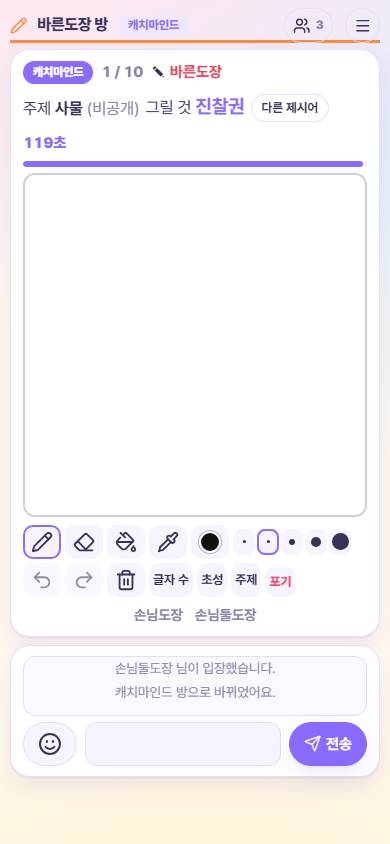 바른도장 방 캐치마인드 3
캐치마인드 1 / 10 바른도장
주제 사물 (비공개) 그릴 것 진찰권 다른 제시어
119초
글자 수 초성 주제 포기
손님도장 손님둘도장
손님둘도장 님이 입장했습니다.
캐치마인드 방으로 바뀌었어요.
전송